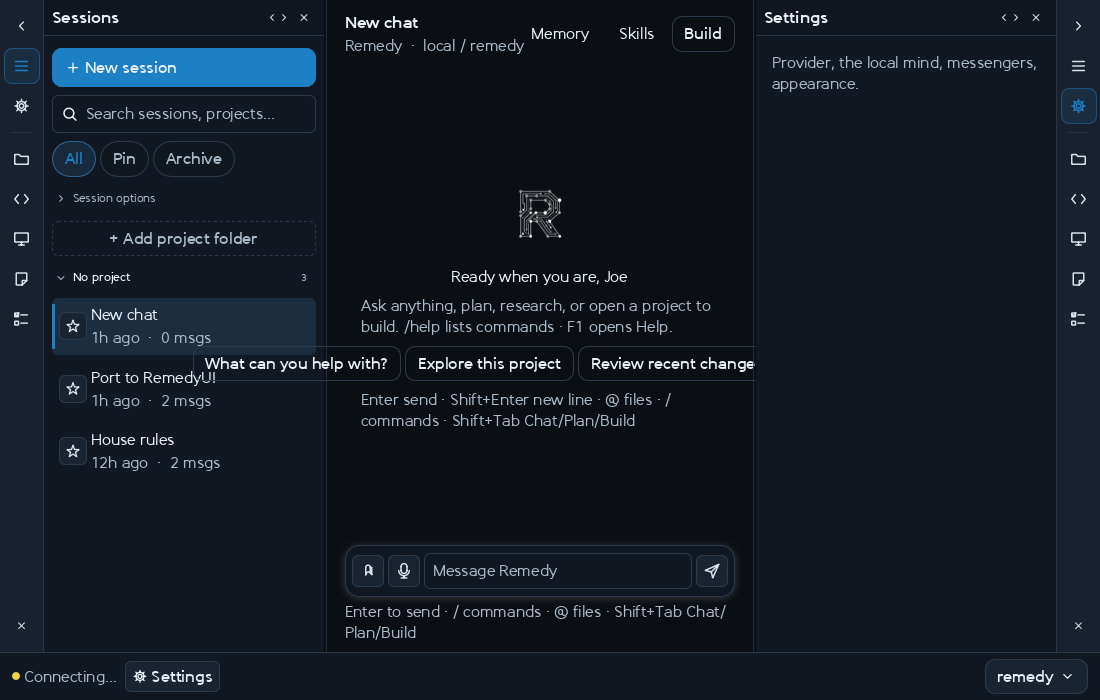 Sessions
New session
Search sessions, projects...
All
Pin
Archive
Session options
+ Add project folder
No project
3
New chat
1h ago · 0 msgs
Port to RemedyUI
1h ago · 2 msgs
House rules
12h ago · 2 msgs
New chat
Remedy · local / remedy
Memory
Skills
Build
Ready when you are, Joe
Ask anything, plan, research, or open a project to
build. /help lists commands · F1 opens Help.
What can you help with?
Explore this project
Review recent change
Enter send · Shift+Enter new line · @ files · /
commands · Shift+Tab Chat/Plan/Build
Message Remedy
Enter to send · / commands · @ files · Shift+Tab Chat/
Plan/Build
Settings
Provider, the local mind, messengers,
appearance.
Connecting...
Settings
remedy